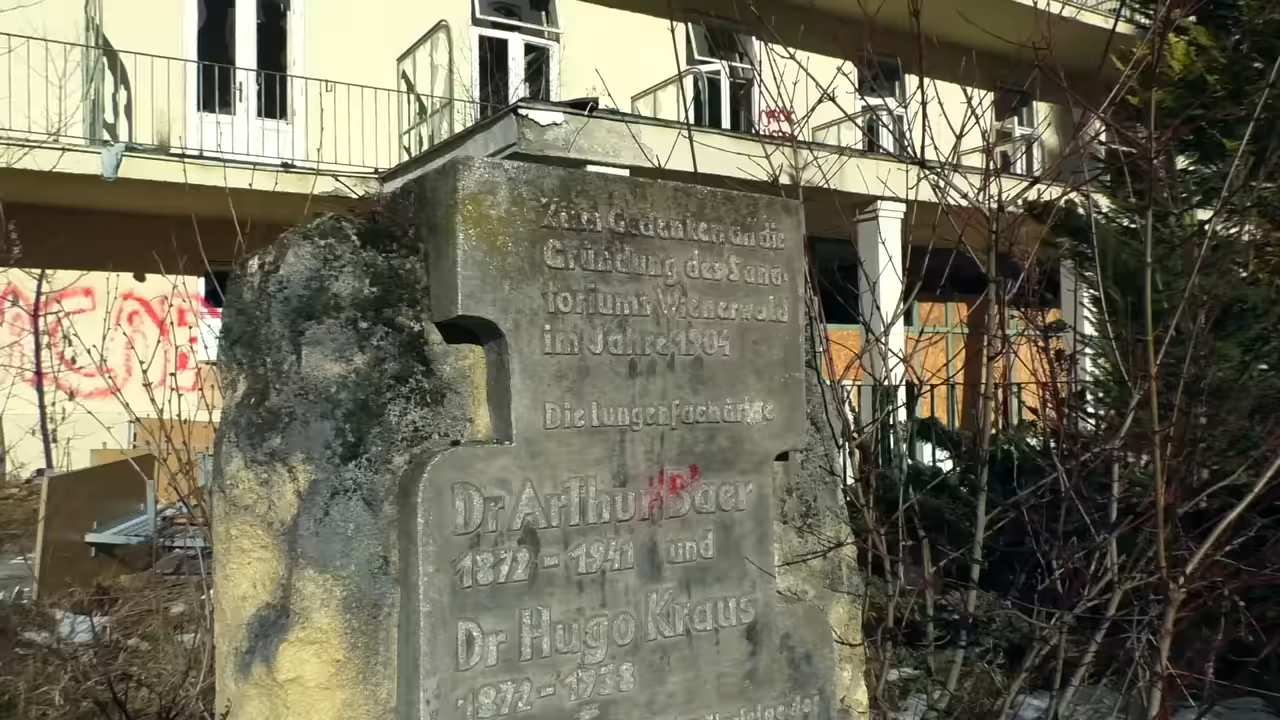 Zum Gedenken an die
Gründung des Sana-
toriums Wienerwald
im Jahre 1904
Die Lungenfachärzte
Dr Arthur Baer
1872 - 1941 und
Dr Hugo Kraus
1872 - 1938